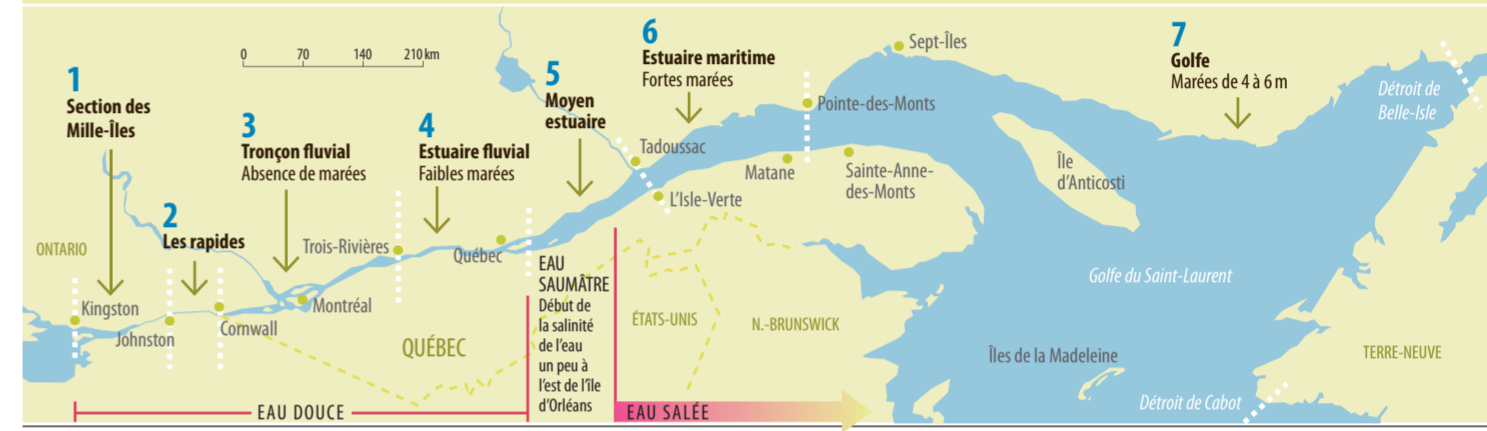 1
Section des
Mille-Îles
2
Les rapides
3
Tronçon fluvial
Absence de marées
4
Estuaire fluvial
Faibles marées
5
Moyen
estuaire
6
Estuaire maritime
Fortes marées
7
Golfe
Marées de 4 à 6 m
0 70 140 210 km
ONTARIO
Kingston
Johnston
Cornwall
Montréal
Trois-Rivières
Québec
QUÉBEC
Tadoussac
L'Isle-Verte
Matane
Pointe-des-Monts
Sainte-Anne-
des-Monts
Sept-Îles
Île
d'Anticosti
Détroit de
Belle-Isle
Golfe du Saint-Laurent
ÉTATS-UNIS
N.-BRUNSWICK
Îles de la Madeleine
TERRE-NEUVE
Détroit de Cabot
EAU DOUCE
EAU
SAUMÂTRE
Début de
la salinité
de l'eau
un peu à
l'est de l'île
d'Orléans
EAU SALÉE